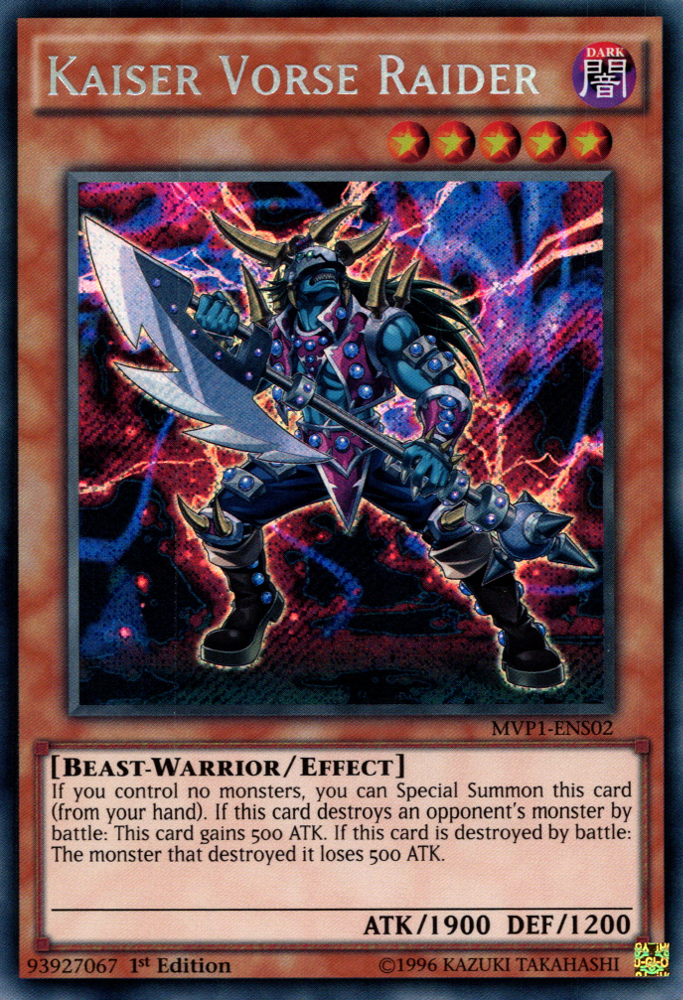 KAISER VORSE RAIDER
DARK
闇
MVP1-ENS02
[BEAST-WARRIOR/EFFECT]
If you control no monsters, you can Special Summon this card
(from your hand). If this card destroys an opponent's monster by
battle: This card gains 500 ATK. If this card is destroyed by battle:
The monster that destroyed it loses 500 ATK.
ATK/1900 DEF/1200
93927067 1st Edition
©1996 KAZUKI TAKAHASHI